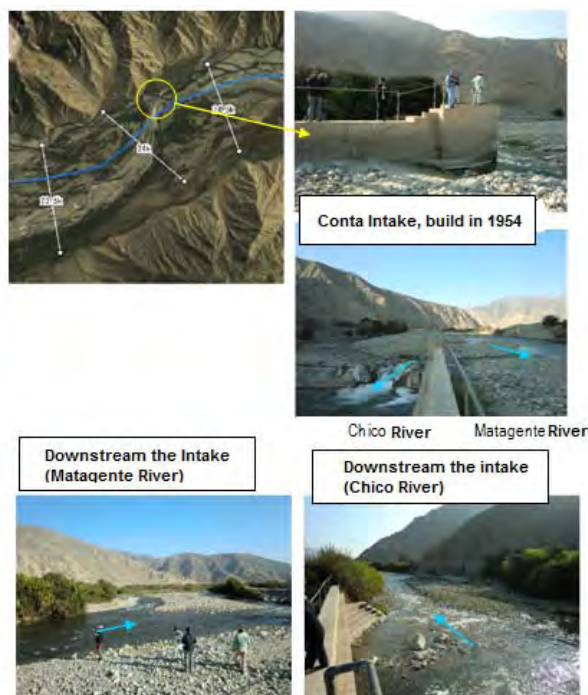 24k
Conta Intake, build in 1954
Chico River
Matagente River
Downstream the Intake
(Matagente River)
Downstream the intake
(Chico River)